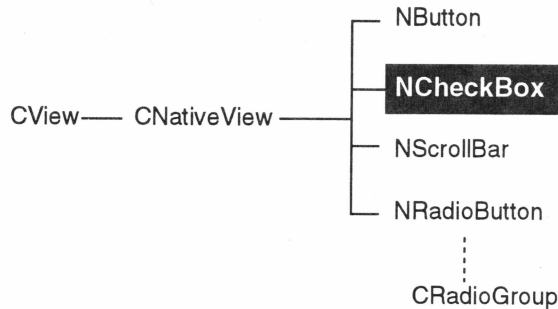 NButton
NCheckBox
CView CNativeView
NScrollBar
NRadioButton
CRadioGroup